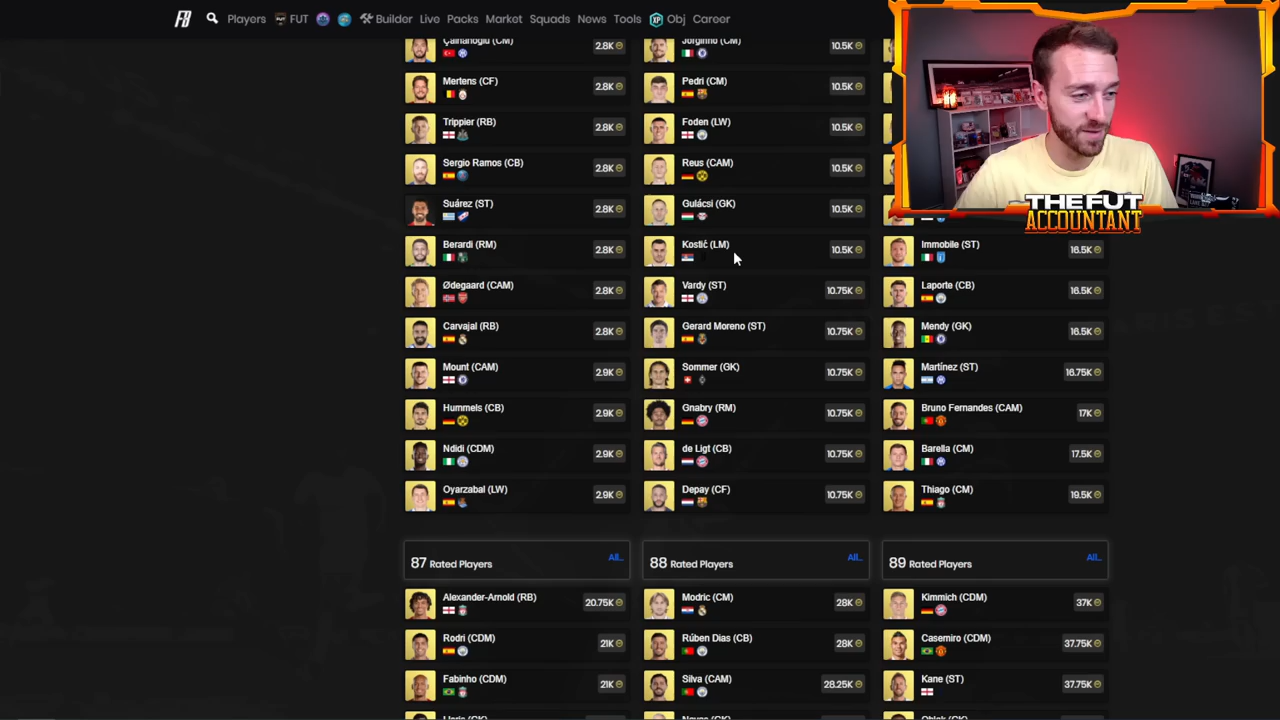 FB Players FUT Builder Live Packs Market Squads News Tools XP Obj Career
THE FUT
ACCOUNTANT
Çalhanoğlu (CM) 2.8K
Mertens (CF) 2.8K
Trippier (RB) 2.8K
Sergio Ramos (CB) 2.8K
Suárez (ST) 2.8K
Berardi (RM) 2.8K
Ødegaard (CAM) 2.8K
Carvajal (RB) 2.8K
Mount (CAM) 2.9K
Hummels (CB) 2.9K
Ndidi (CDM) 2.9K
Oyarzabal (LW) 2.9K
Jorginho (CM) 10.5K
Pedri (CM) 10.5K
Foden (LW) 10.5K
Reus (CAM) 10.5K
Gulácsi (GK) 10.5K
Kostić (LM) 10.5K
Vardy (ST) 10.75K
Gerard Moreno (ST) 10.75K
Sommer (GK) 10.75K
Gnabry (RM) 10.75K
de Ligt (CB) 10.75K
Depay (CF) 10.75K
Immobile (ST) 16.5K
Laporte (CB) 16.5K
Mendy (GK) 16.5K
Martínez (ST) 16.75K
Bruno Fernandes (CAM) 17K
Barella (CM) 17.5K
Thiago (CM) 19.5K
87 Rated Players All...
Alexander-Arnold (RB) 20.75K
Rodri (CDM) 21K
Fabinho (CDM) 21K
88 Rated Players All...
Modric (CM) 28K
Rúben Dias (CB) 28K
Silva (CAM) 28.25K
89 Rated Players All...
Kimmich (CDM) 37K
Casemiro (CDM) 37.75K
Kane (ST) 37.75K